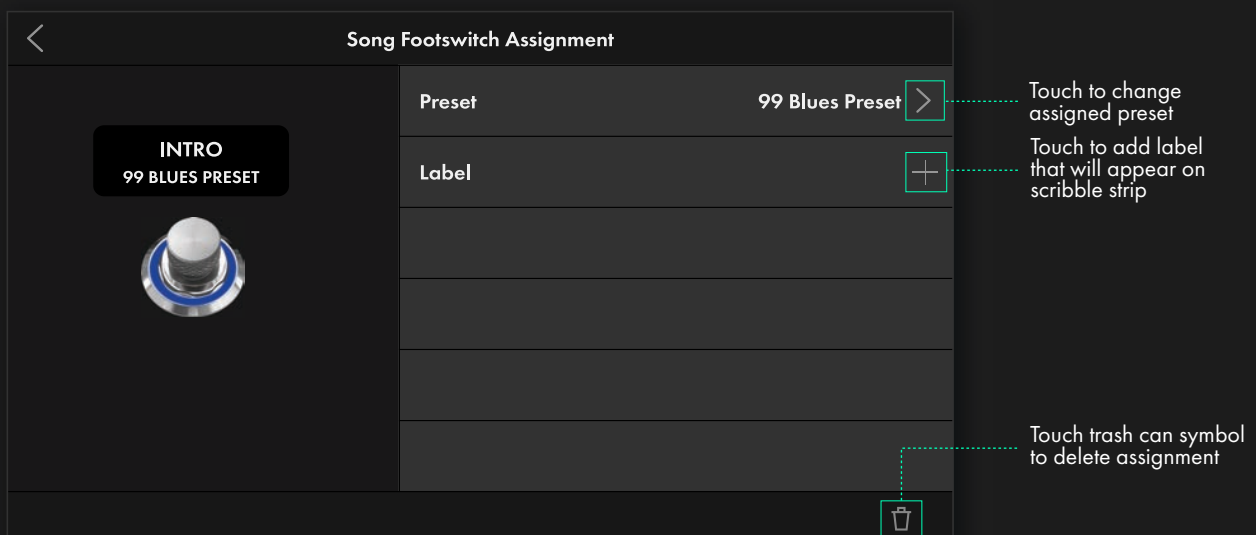 Song Footswitch Assignment
Preset
99 Blues Preset
Touch to change
assigned preset
INTRO
99 BLUES PRESET
Label
Touch to add label
that will appear on
scribble strip
Touch trash can symbol
to delete assignment